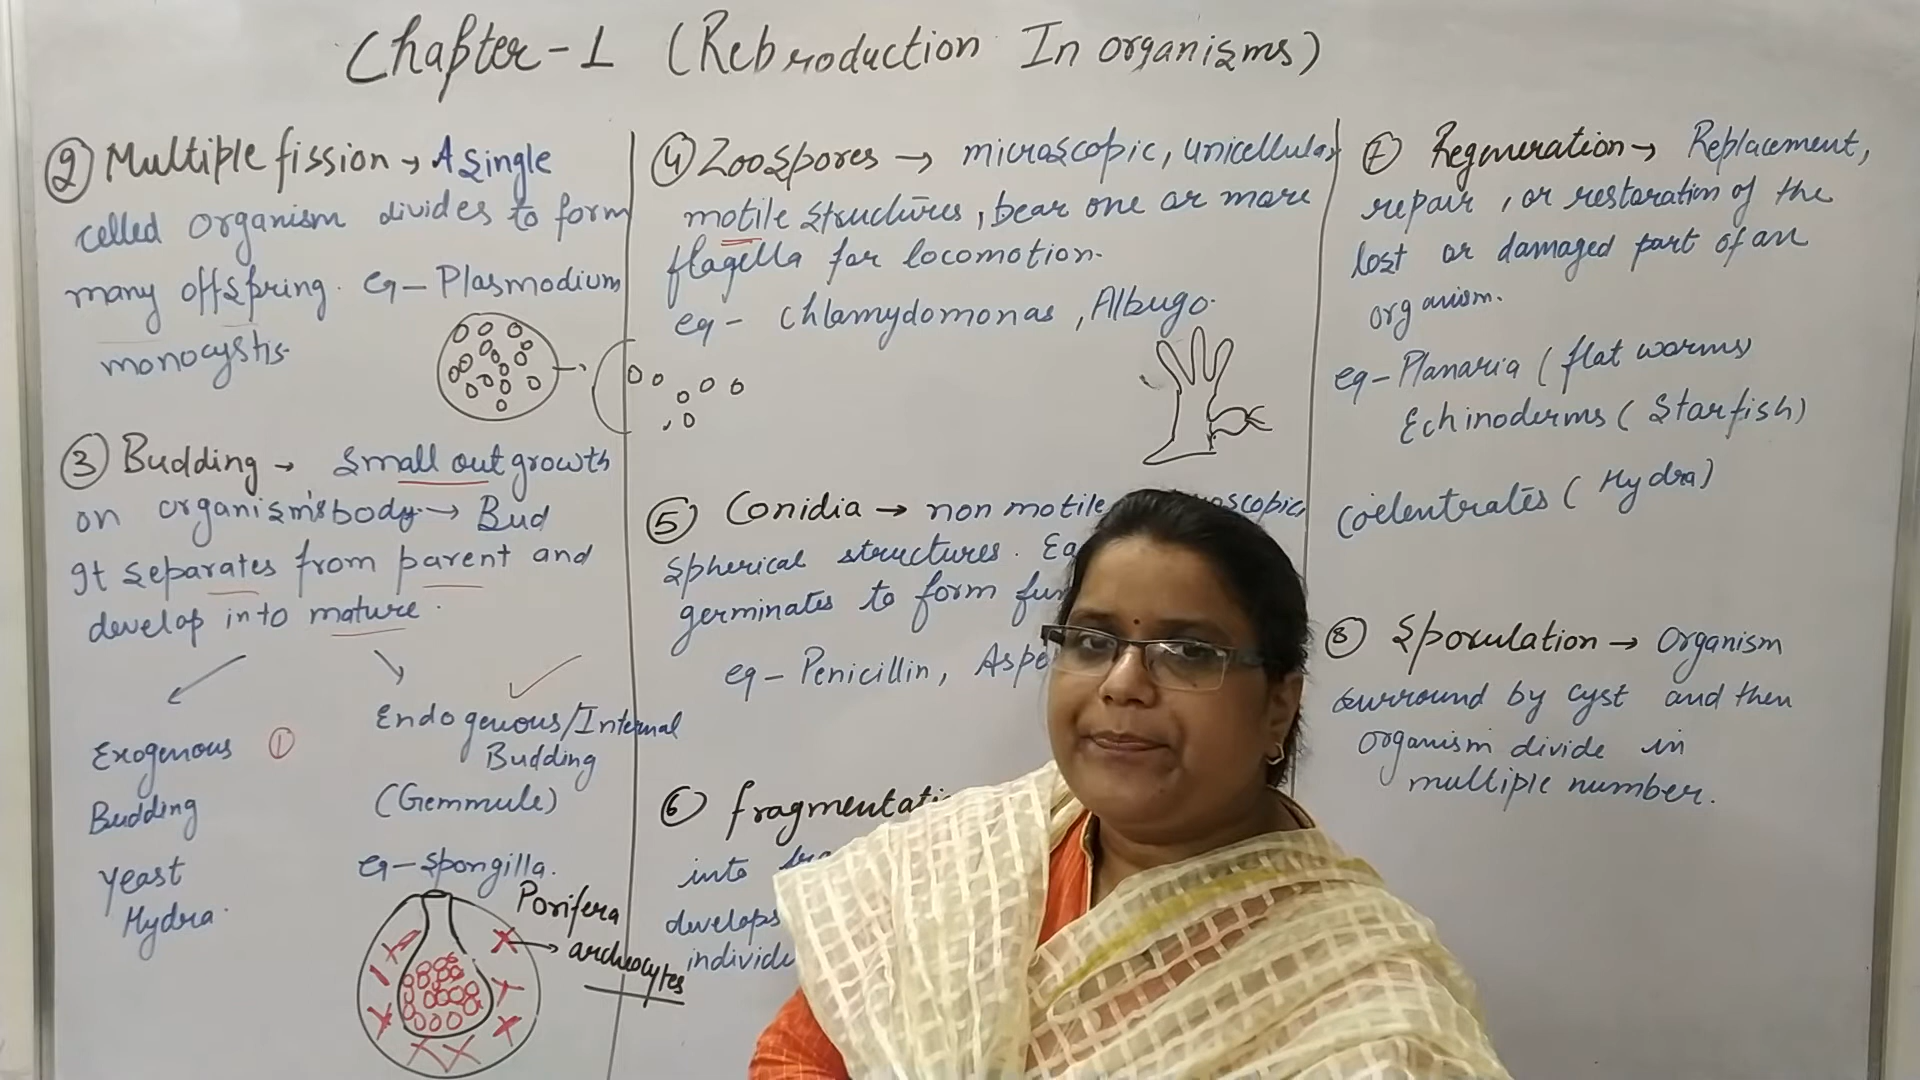 Chapter-1 (Reproduction In organisms)
② Multiple fission → A single
celled organism divides to form
many offspring. eg - Plasmodium
monocystis.
③ Budding → Small out growth
on organism's body → Bud
It separates from parent and
develop into mature.
Exogenous ①
Budding
Yeast
Hydra.
Endogenous/Internal
Budding
(Gemmule)
eg - Spongilla.
Porifera
archeocytes
④ Zoospores → microscopic, unicellular
motile structures, bear one or more
flagella for locomotion.
eg - Chlamydomonas, Albugo.
⑤ Conidia → non motile
spherical structures.
germinates to form
eg - Penicillin,
⑥ fragmentati
into
develops
⑦ Regeneration → Replacement,
repair, or restoration of the
lost or damaged part of an
organism.
eg - Planaria (flat worms
Echinoderms (Starfish)
Coelentrates (Hydra)
⑧ Sporulation → Organism
surround by cyst and then
organism divide in
multiple number.